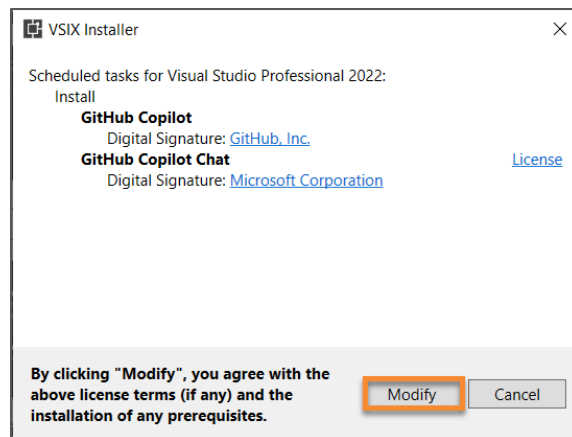 VSIX Installer
Scheduled tasks for Visual Studio Professional 2022:
Install
GitHub Copilot
Digital Signature: GitHub, Inc.
GitHub Copilot Chat License
Digital Signature: Microsoft Corporation
By clicking "Modify", you agree with the
above license terms (if any) and the
installation of any prerequisites.
Modify Cancel